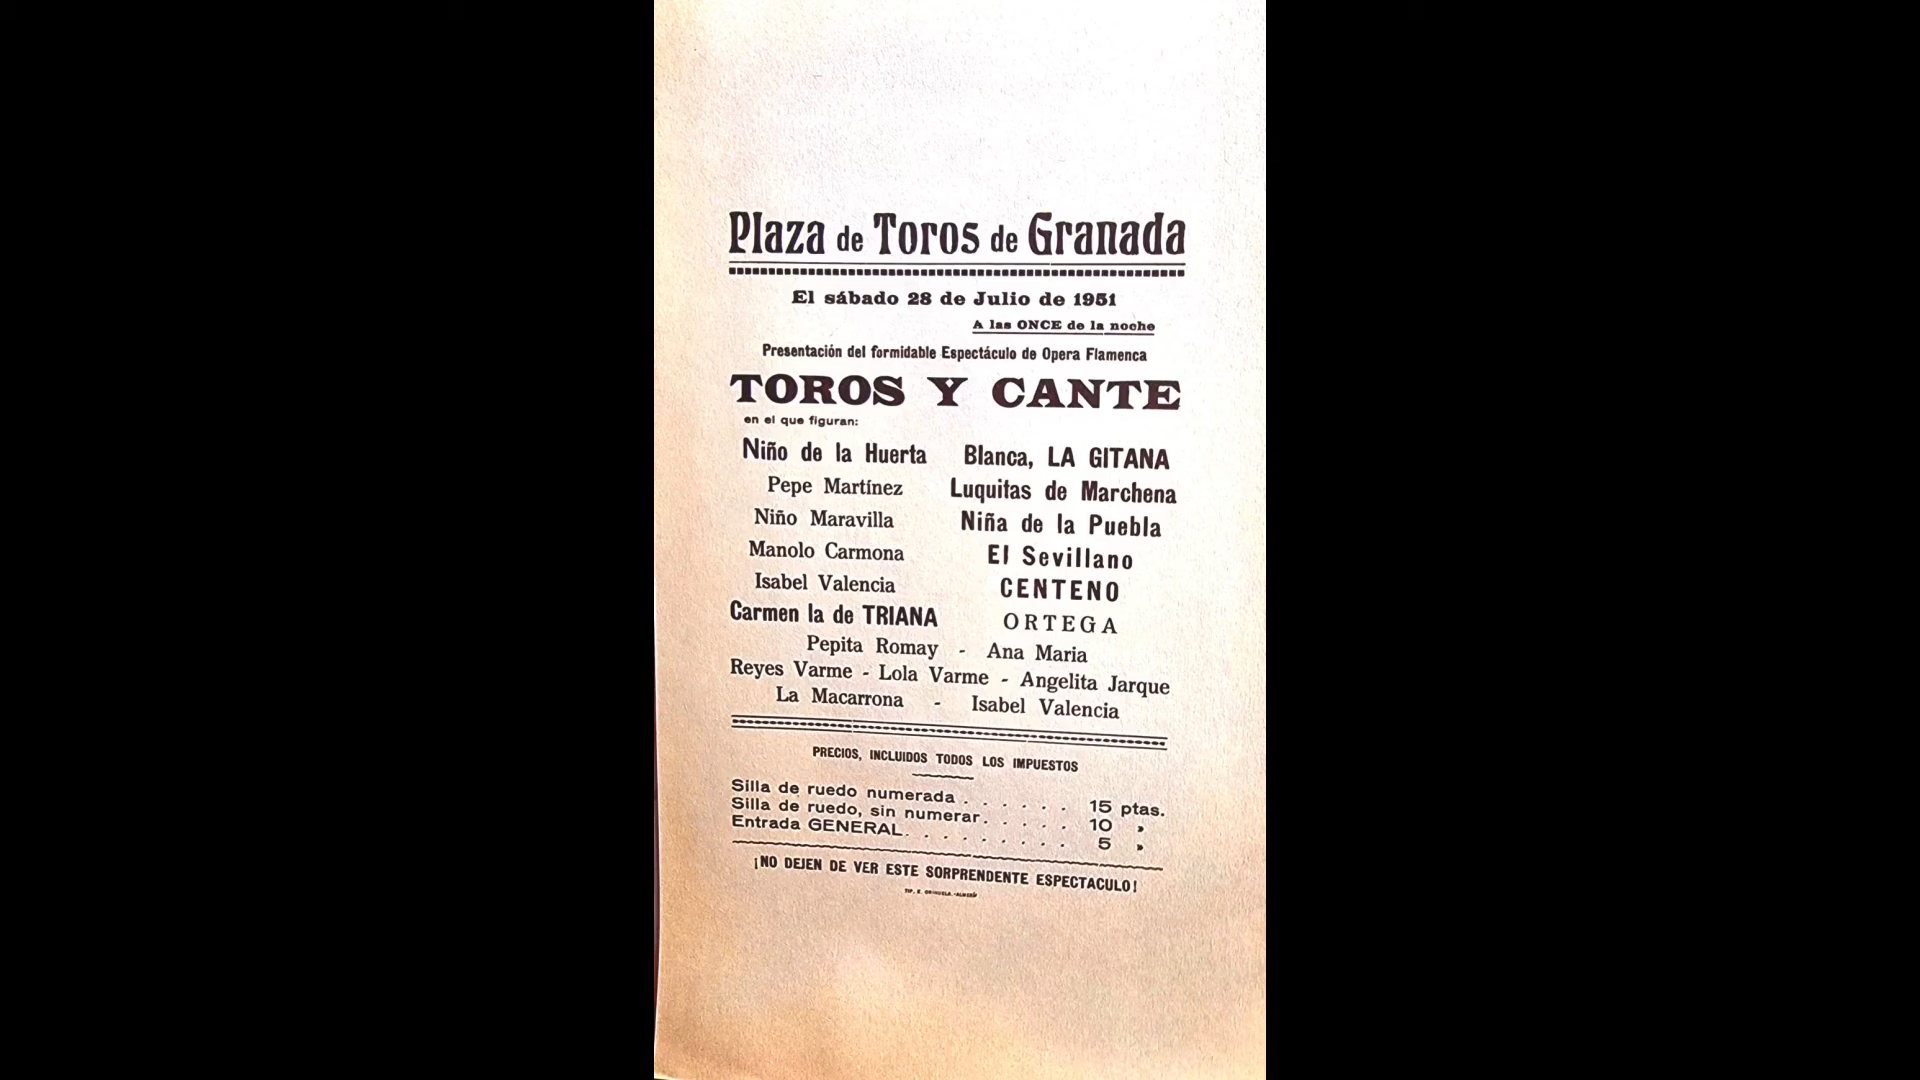 Plaza de Toros de Granada
El sábado 28 de Julio de 1951
A las ONCE de la noche
Presentación del formidable Espectáculo de Opera Flamenca
TOROS Y CANTE
en el que figuran:
Niño de la Huerta Blanca, LA GITANA
Pepe Martínez Luquitas de Marchena
Niño Maravilla Niña de la Puebla
Manolo Carmona El Sevillano
Isabel Valencia CENTENO
Carmen la de TRIANA ORTEGA
Pepita Romay - Ana Maria
Reyes Varme - Lola Varme - Angelita Jarque
La Macarrona - Isabel Valencia
PRECIOS, INCLUIDOS TODOS LOS IMPUESTOS
Silla de ruedo numerada . . . . . . 15 ptas.
Silla de ruedo, sin numerar . . . . . 10 »
Entrada GENERAL . . . . . . . . . 5 »
¡NO DEJEN DE VER ESTE SORPRENDENTE ESPECTACULO!
TIP.